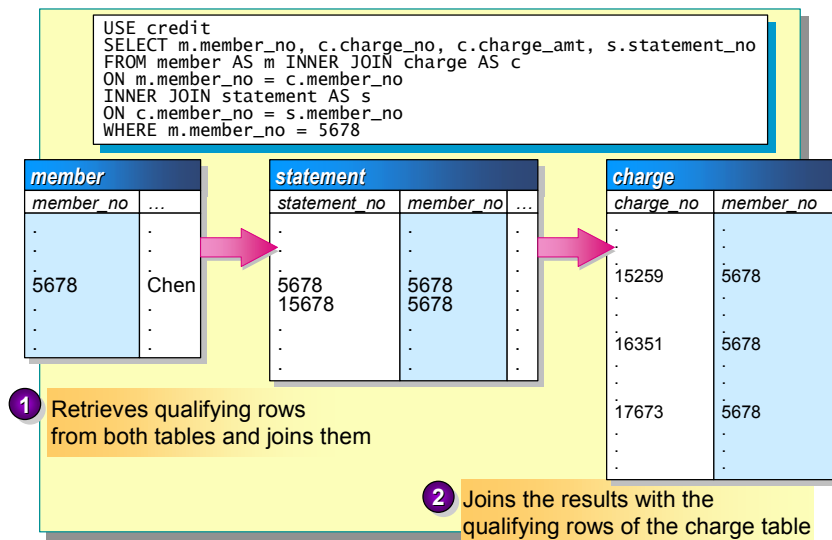 USE credit
SELECT m.member_no, c.charge_no, c.charge_amt, s.statement_no
FROM member AS m INNER JOIN charge AS c
ON m.member_no = c.member_no
INNER JOIN statement AS s
ON c.member_no = s.member_no
WHERE m.member_no = 5678
member
member_no …
. .
. .
. .
5678 Chen
. .
. .
. .
statement
statement_no member_no …
. . .
. . .
. . .
5678 5678 .
15678 5678 .
. . .
. . .
. . .
charge
charge_no member_no
. .
. .
. .
15259 5678
. .
. .
. .
16351 5678
. .
. .
. .
17673 5678
. .
. .
. .
1 Retrieves qualifying rows
from both tables and joins them
2 Joins the results with the
qualifying rows of the charge table